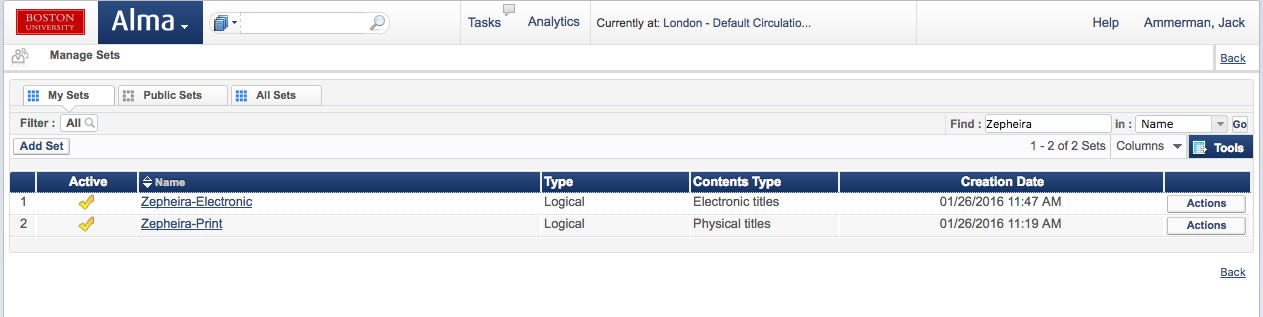 BOSTON
UNIVERSITY
Alma
Tasks
Analytics
Currently at: London - Default Circulatio...
Help
Ammerman, Jack
Manage Sets
Back
My Sets
Public Sets
All Sets
Filter : All
Find : Zepheira in : Name Go
Add Set
1 - 2 of 2 Sets
Columns
Tools
Active Name Type Contents Type Creation Date
1 Zepheira-Electronic Logical Electronic titles 01/26/2016 11:47 AM Actions
2 Zepheira-Print Logical Physical titles 01/26/2016 11:19 AM Actions
Back